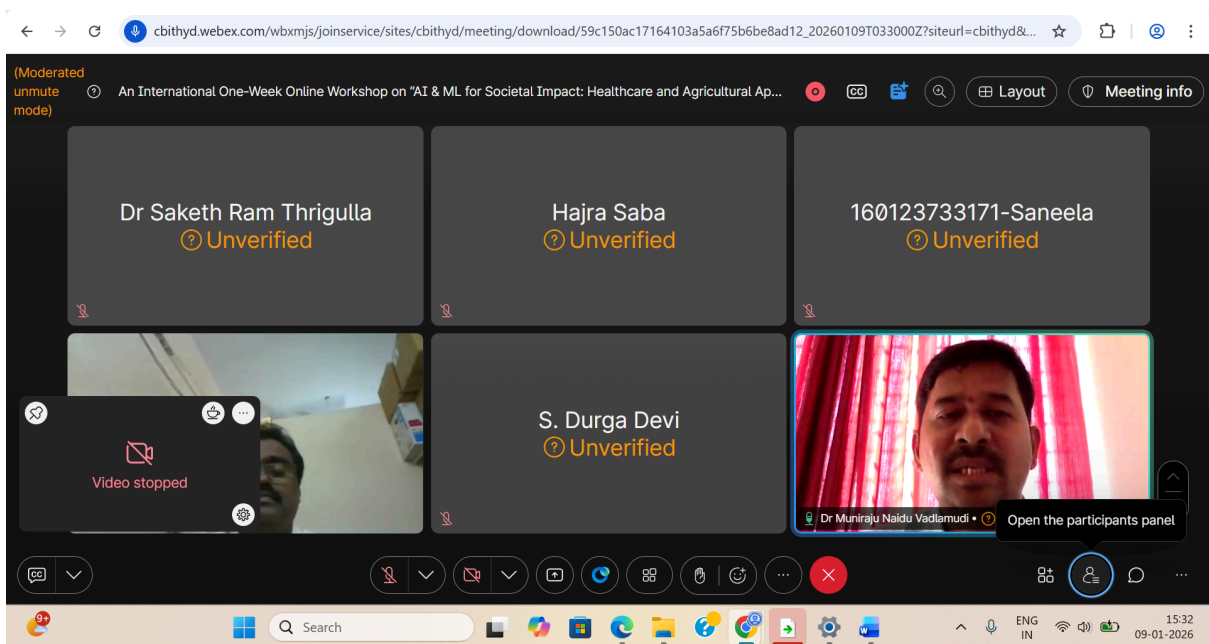 cbithyd.webex.com/wbxmjs/joinservice/sites/cbithyd/meeting/download/59c150ac17164103a5a6f75b6be8ad12_20260109T033000Z?siteurl=cbithyd&...
(Moderated
unmute
mode)
An International One-Week Online Workshop on "AI & ML for Societal Impact: Healthcare and Agricultural Ap...
CC
Layout
Meeting info
Dr Saketh Ram Thrigulla
Unverified
Hajra Saba
Unverified
160123733171-Saneela
Unverified
Video stopped
S. Durga Devi
Unverified
Dr Muniraju Naidu Vadlamudi •
Open the participants panel
CC
9+
Search
ENG
IN
15:32
09-01-2026